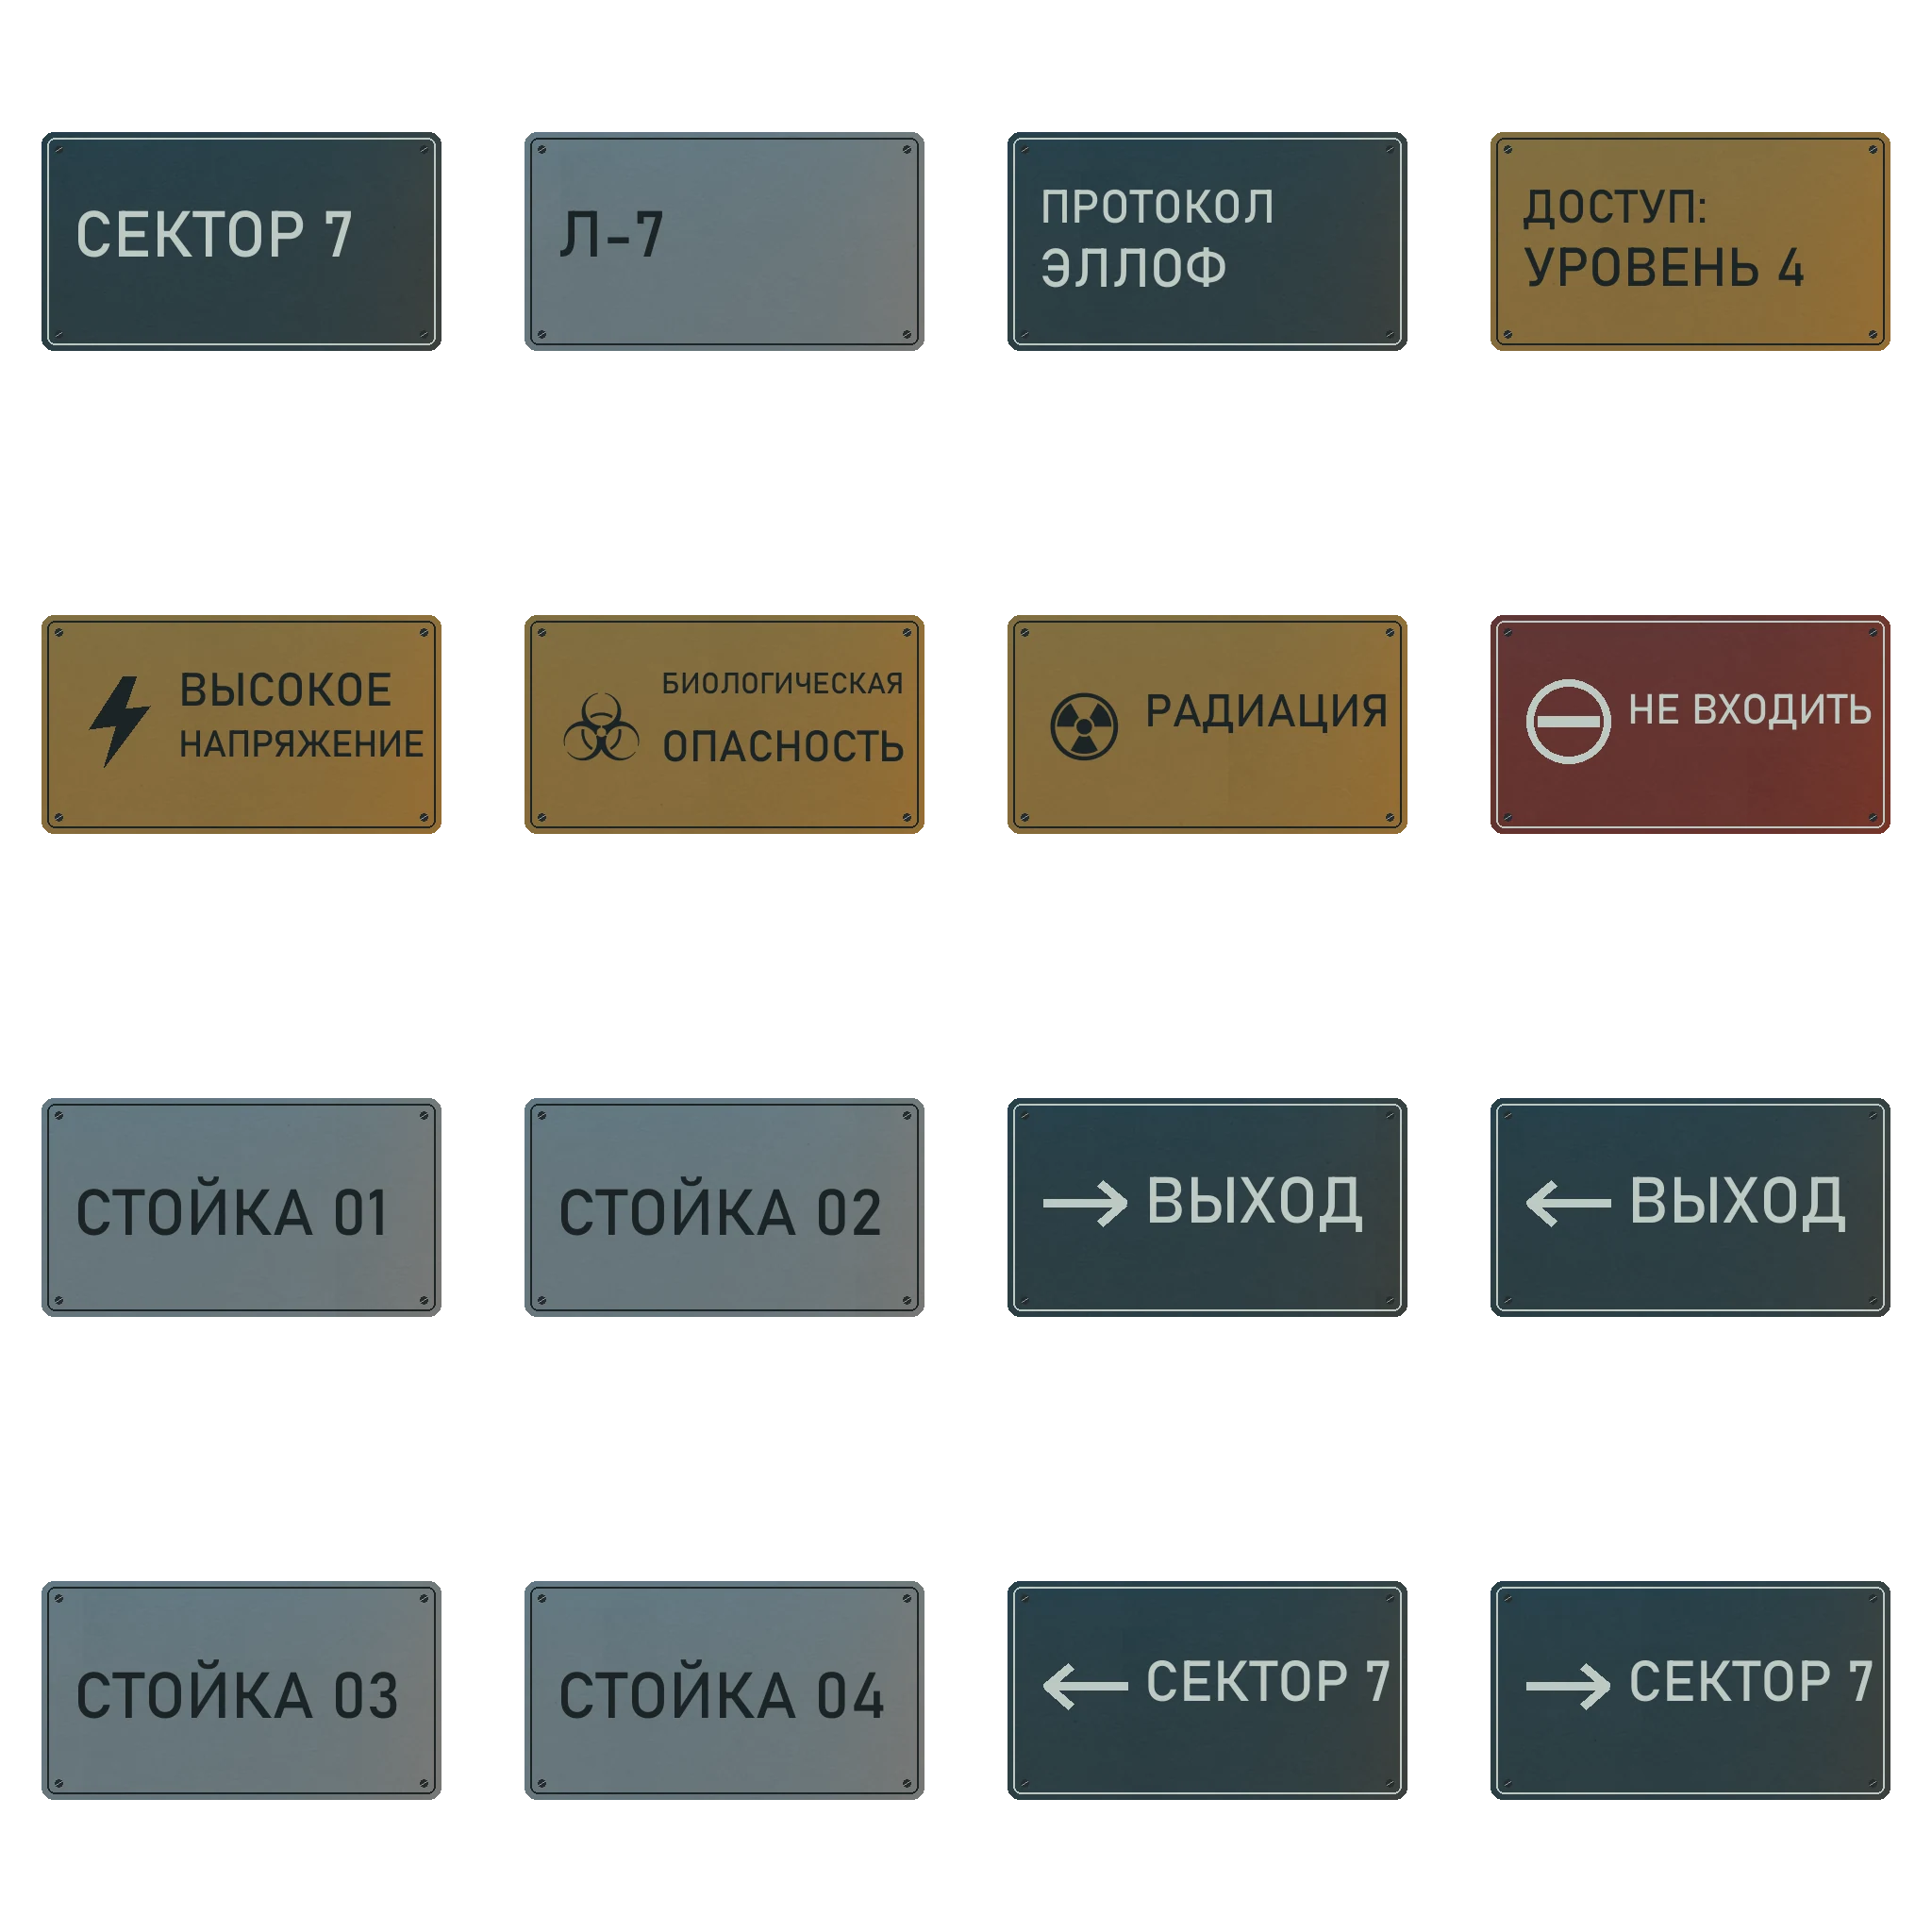 СЕКТОР 7
Л-7
ПРОТОКОЛ
ЭЛЛОФ
ДОСТУП:
УРОВЕНЬ 4
ВЫСОКОЕ
НАПРЯЖЕНИЕ
БИОЛОГИЧЕСКАЯ
ОПАСНОСТЬ
РАДИАЦИЯ
НЕ ВХОДИТЬ
СТОЙКА 01
СТОЙКА 02
ВЫХОД
ВЫХОД
СТОЙКА 03
СТОЙКА 04
СЕКТОР 7
СЕКТОР 7